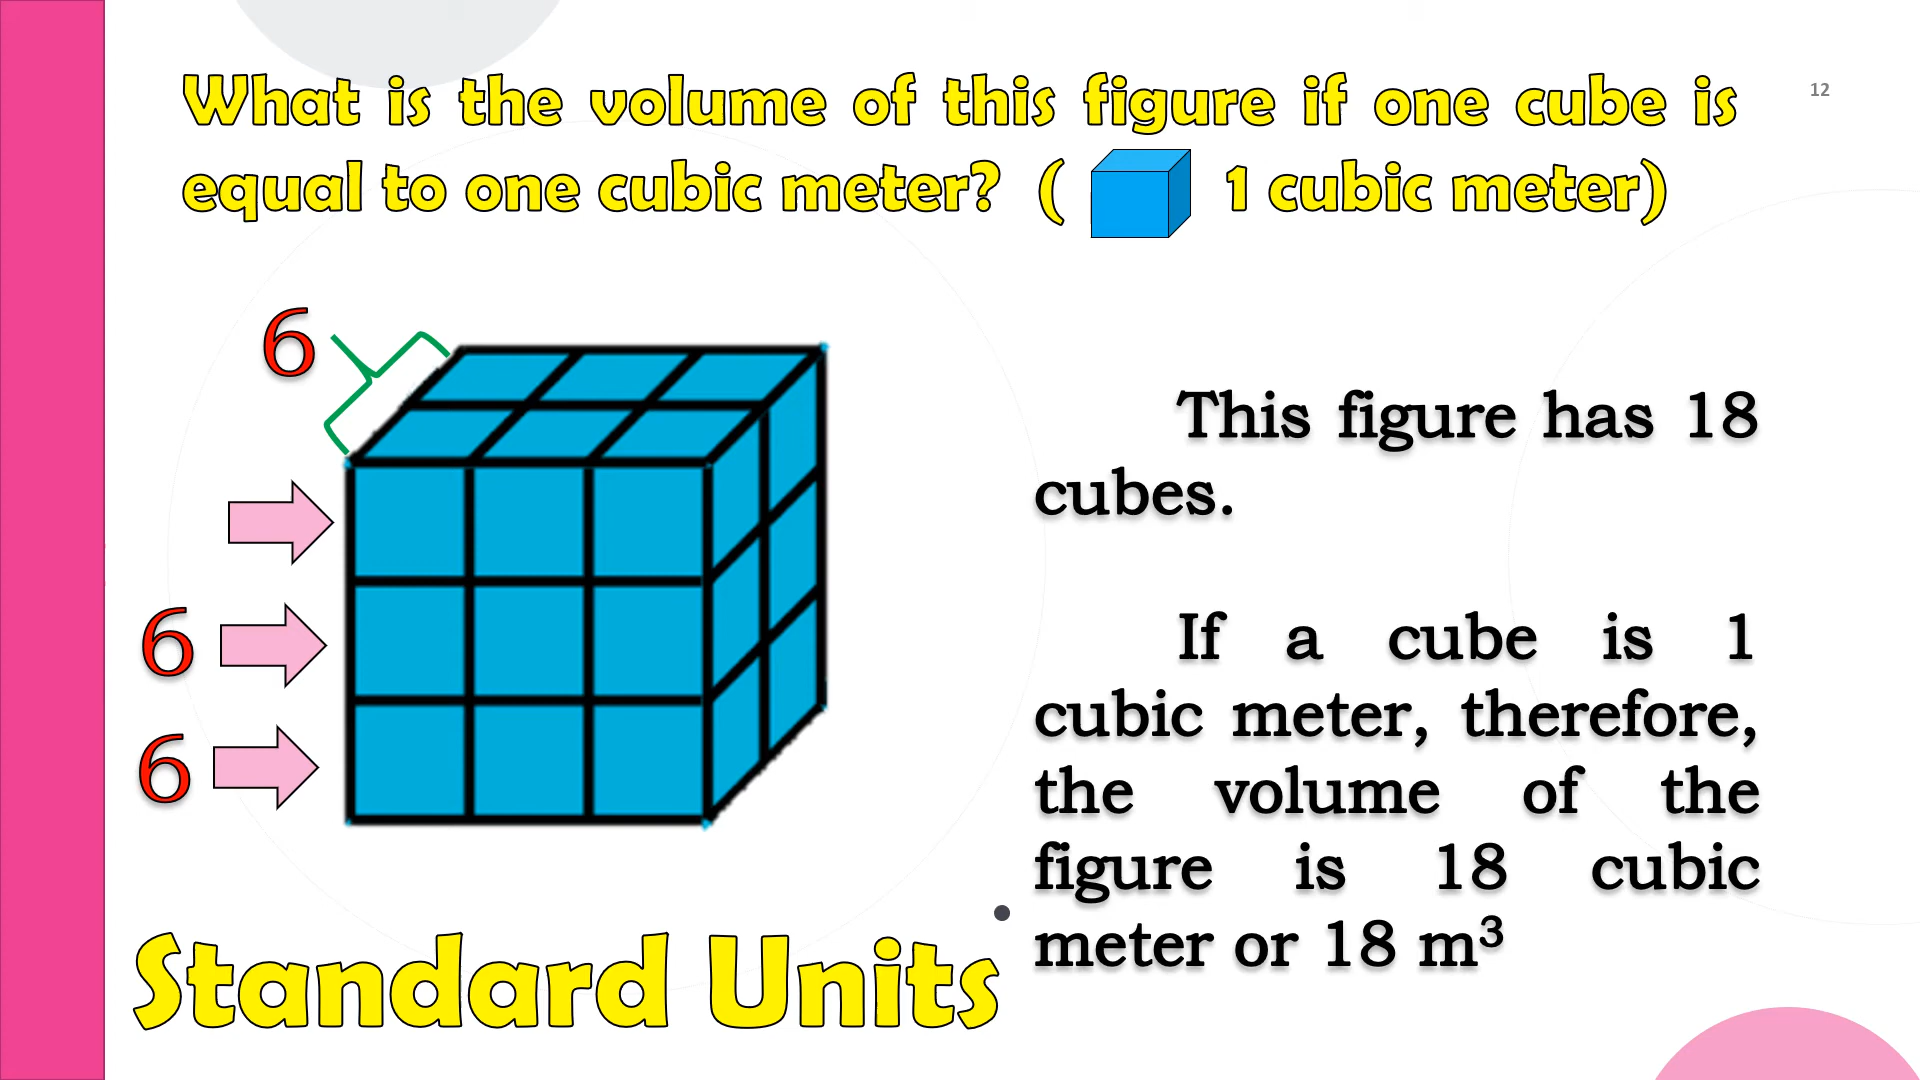 What is the volume of this figure if one cube is
equal to one cubic meter? ( 1 cubic meter)
12
6
6
6
This figure has 18
cubes.
If a cube is 1
cubic meter, therefore,
the volume of the
figure is 18 cubic
meter or 18 m³
Standard Units